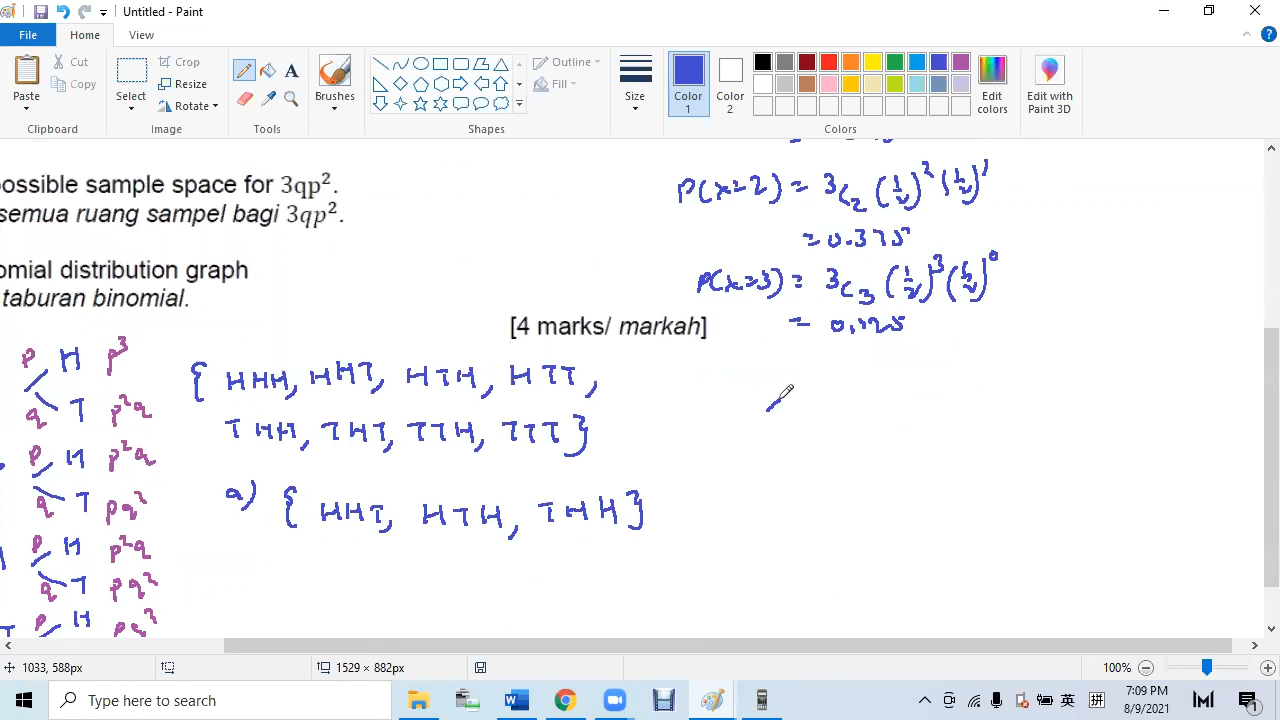 Untitled - Paint
File Home View
Paste Cut Copy Clipboard
Select Crop Resize Rotate Image
Tools
Brushes
Outline Fill Shapes
Size
Color 1 Color 2 Colors
Edit colors
Edit with Paint 3D
ossible sample space for 3qp².
semua ruang sampel bagi 3qp².
omial distribution graph
taburan binomial.
[4 marks/ markah]
P(x=2) = 3C₂ (1/2)² (1/2)¹
= 0.375
P(x=3) = 3C₃ (1/2)³ (1/2)⁰
= 0.125
p H p³
q T p²q
p H p²q
q T pq²
p H p²q
q T pq²
p H pq²
{ HHH, HHT, HTH, HTT,
THH, THT, TTH, TTT }
a) { HHT, HTH, THH }
1033, 588px
1529 × 882px
100%
Type here to search
英
拼
7:09 PM
8/9/2021
1